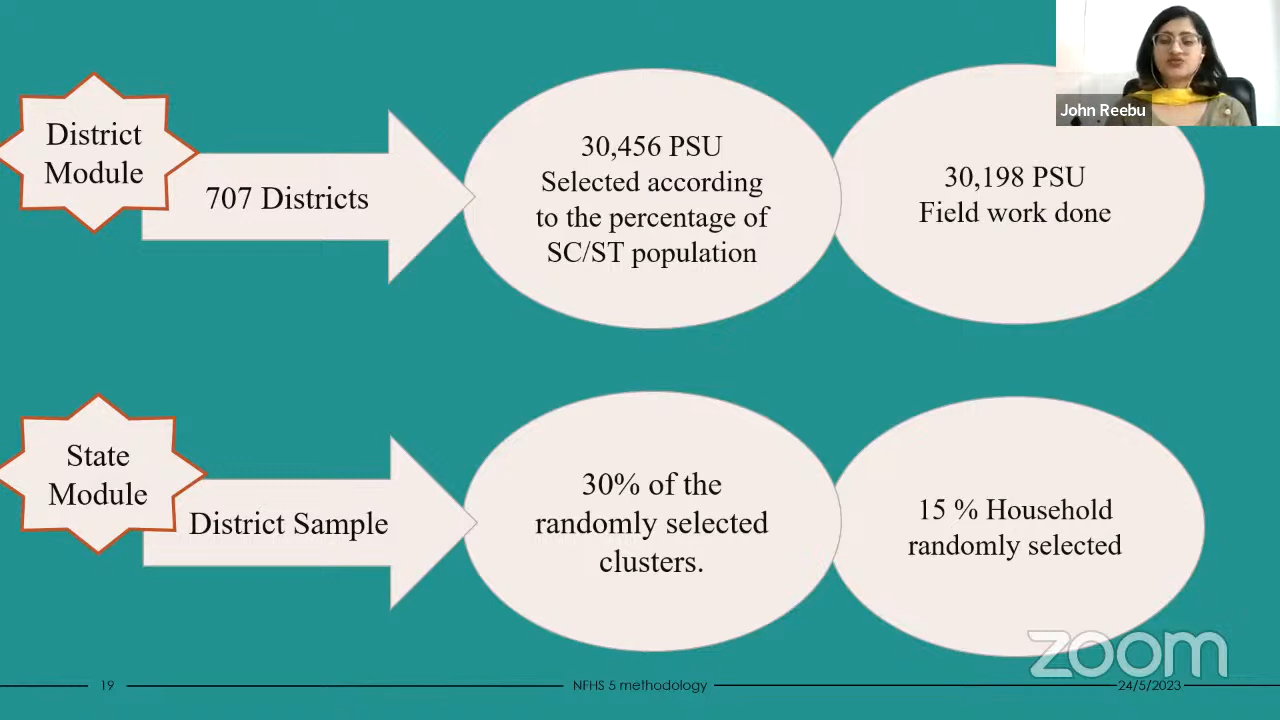 John Reebu
District
Module
707 Districts
30,456 PSU
Selected according
to the percentage of
SC/ST population
30,198 PSU
Field work done
State
Module
District Sample
30% of the
randomly selected
clusters.
15 % Household
randomly selected
zoom
19
NFHS 5 methodology
24/5/2023